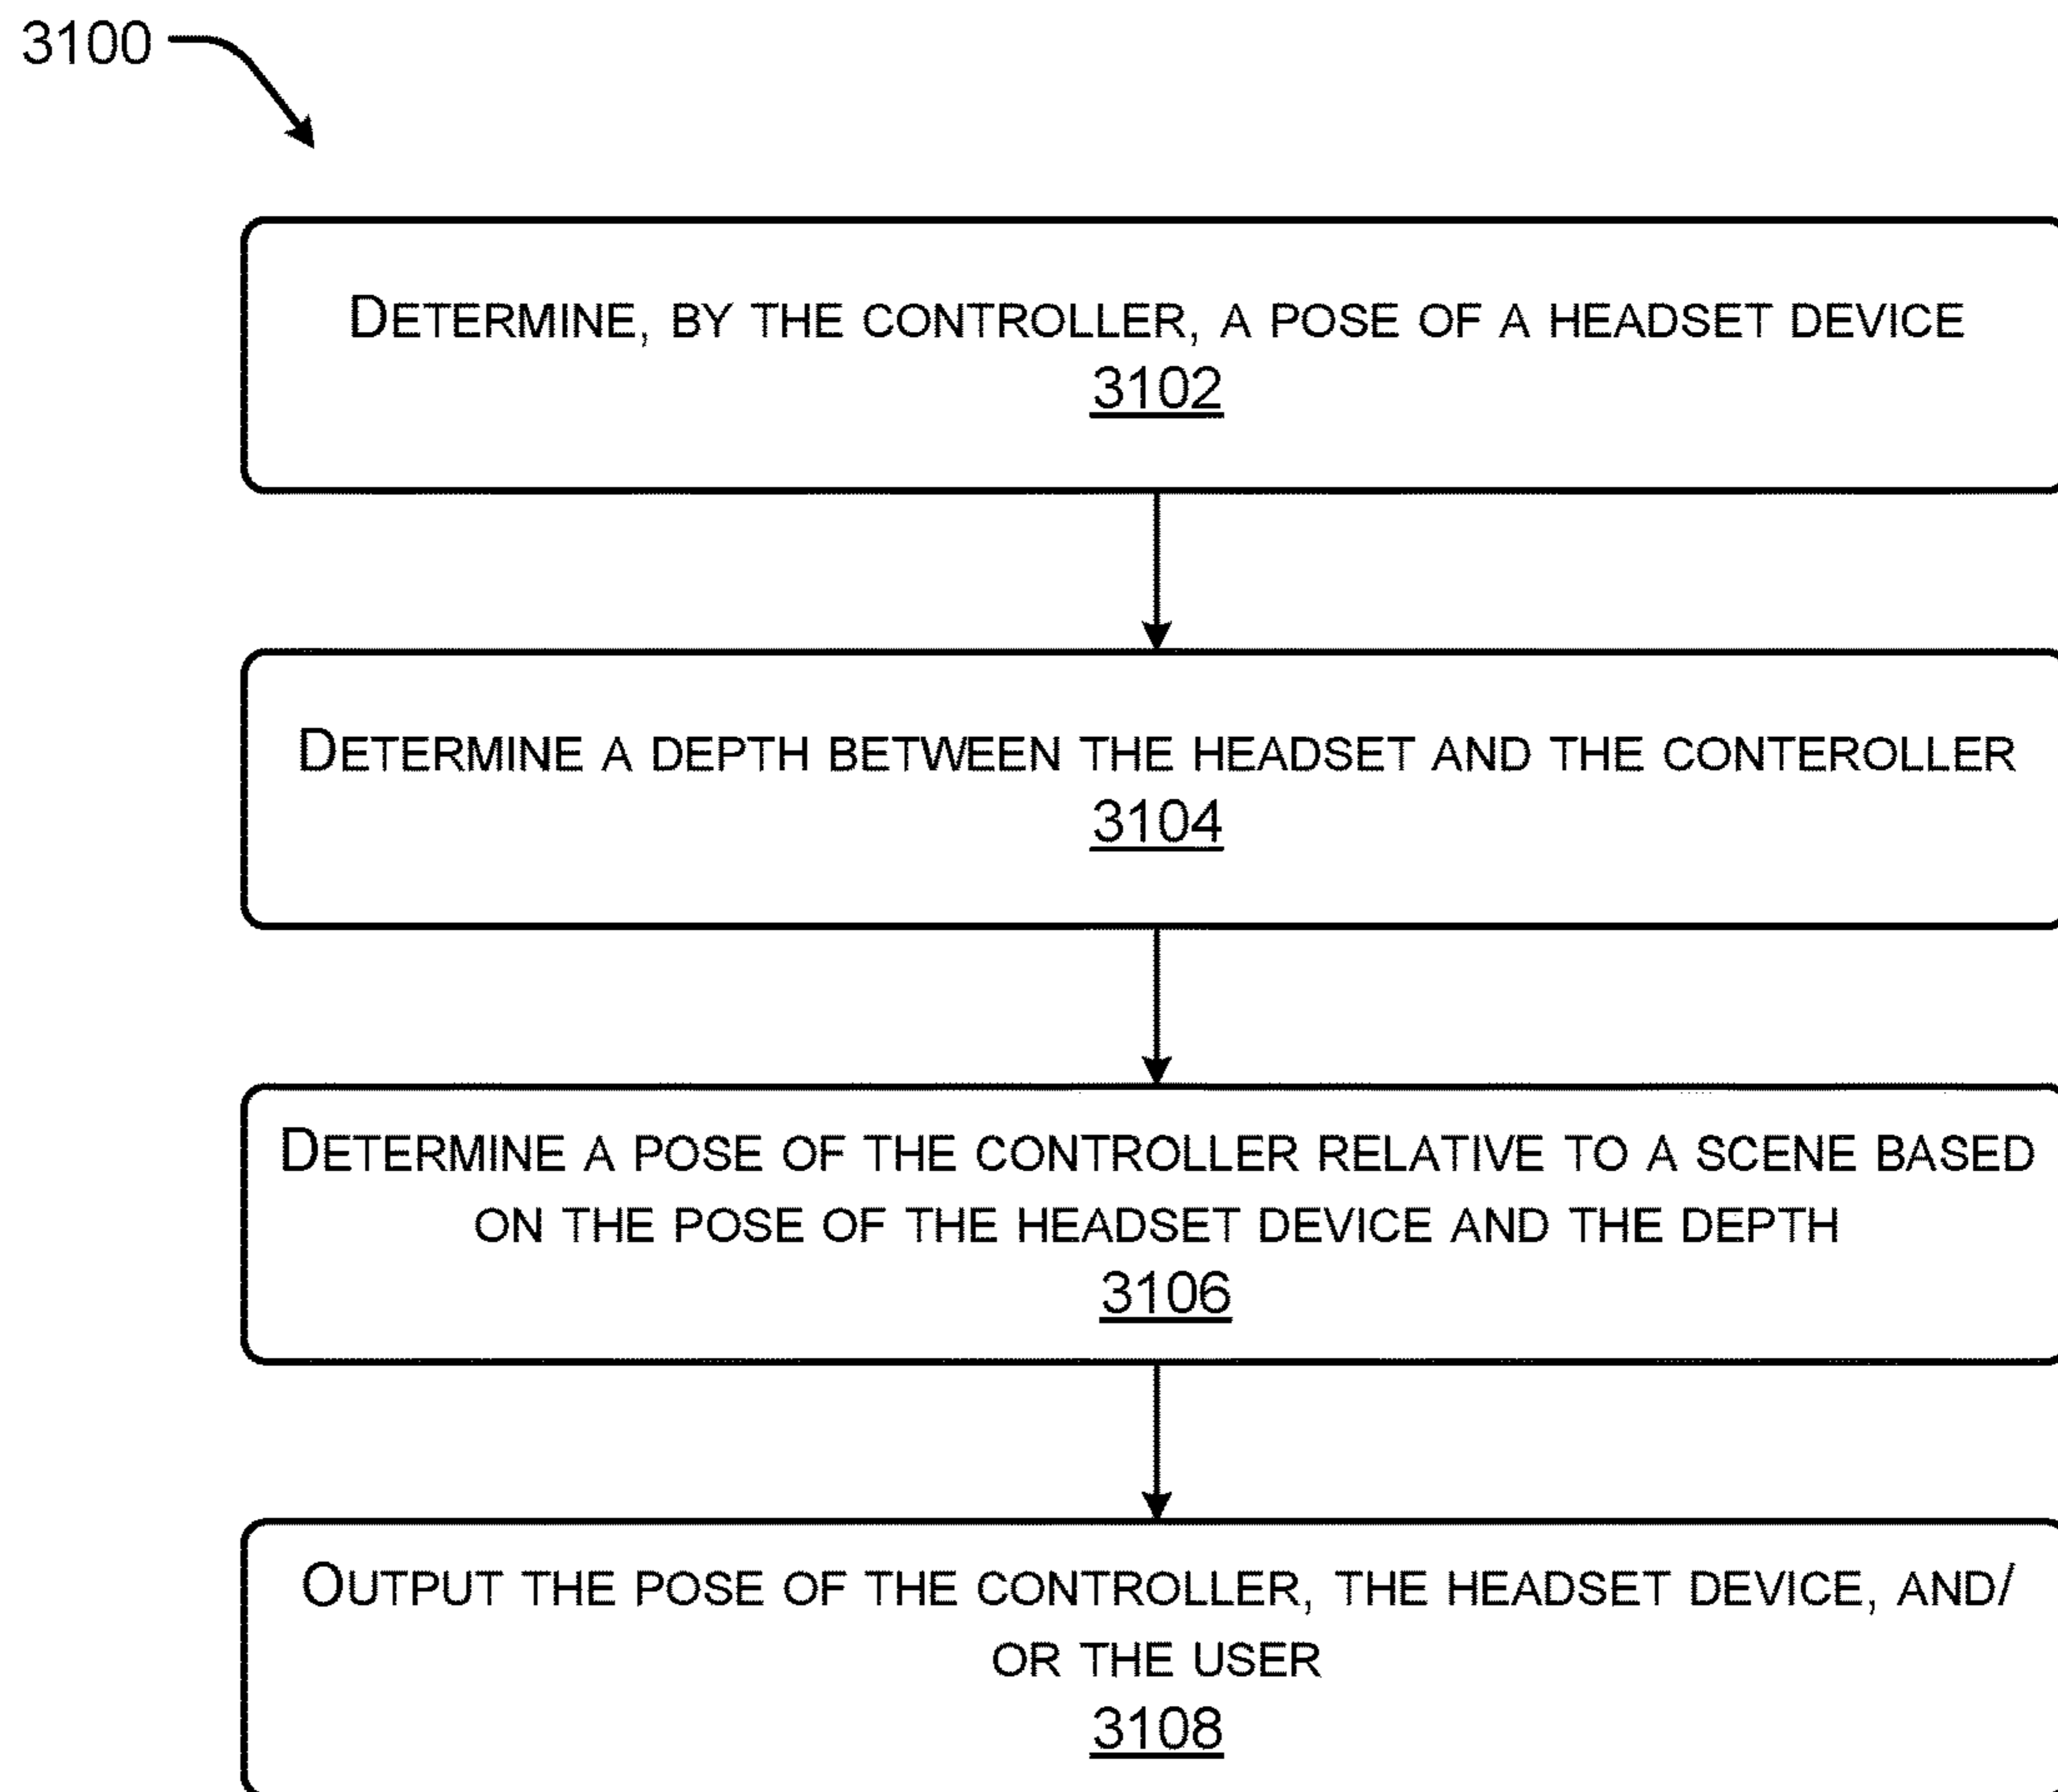 3100
DETERMINE, BY THE CONTROLLER, A POSE OF A HEADSET DEVICE
3102
DETERMINE A DEPTH BETWEEN THE HEADSET AND THE CONTEROLLER
3104
DETERMINE A POSE OF THE CONTROLLER RELATIVE TO A SCENE BASED
ON THE POSE OF THE HEADSET DEVICE AND THE DEPTH
3106
OUTPUT THE POSE OF THE CONTROLLER, THE HEADSET DEVICE, AND/
OR THE USER
3108